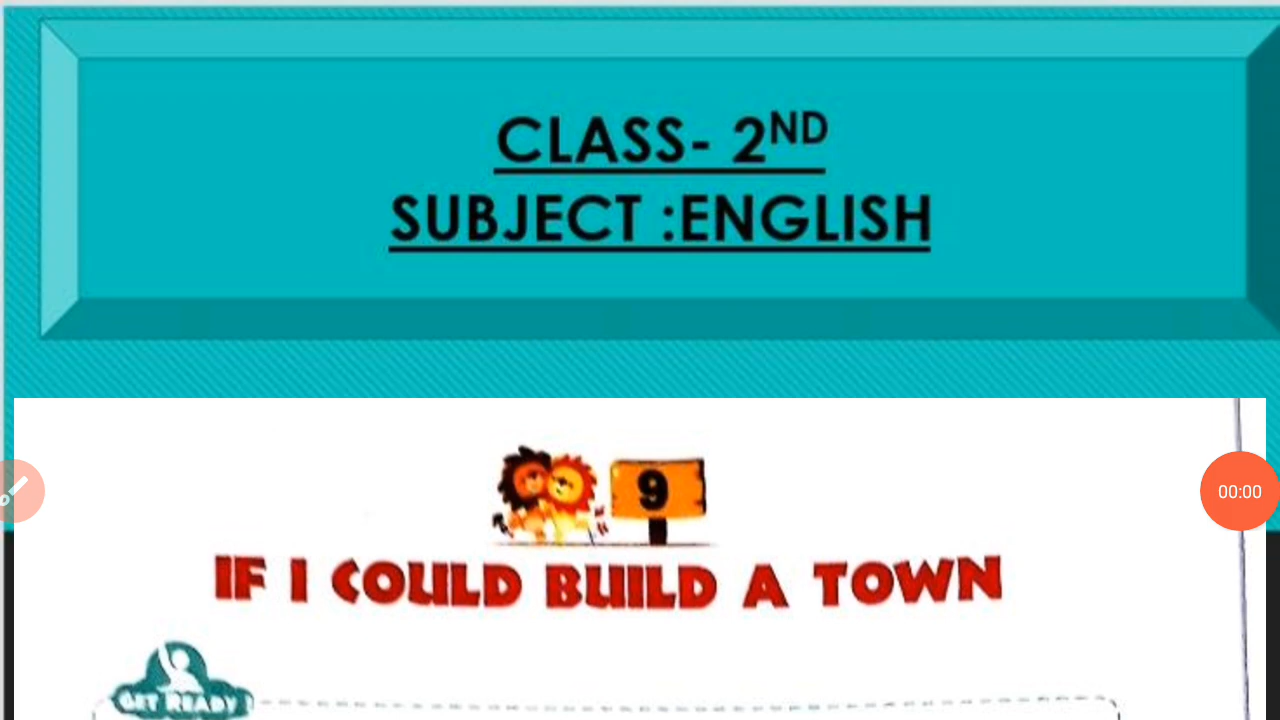 CLASS- 2ND
SUBJECT :ENGLISH
9
IF I COULD BUILD A TOWN
GET READY
00:00